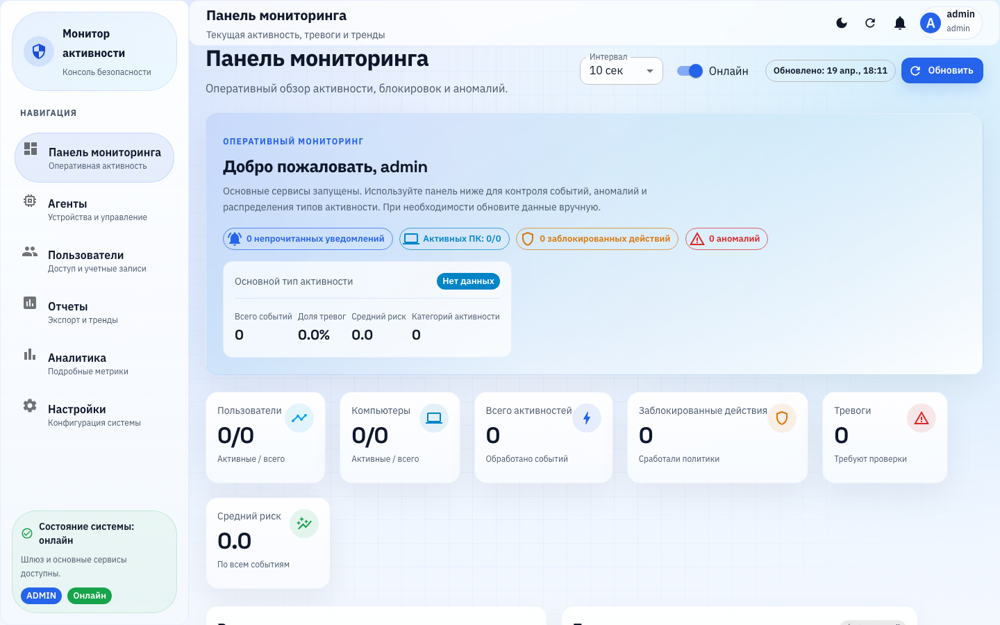 Монитор
активности
Консоль безопасности
НАВИГАЦИЯ
Панель мониторинга
Оперативная активность
Агенты
Устройства и управление
Пользователи
Доступ и учетные записи
Отчеты
Экспорт и тренды
Аналитика
Подробные метрики
Настройки
Конфигурация системы
Состояние системы:
онлайн
Шлюз и основные сервисы
доступны.
ADMIN Онлайн
Панель мониторинга
Текущая активность, тревоги и тренды
A admin
admin
Панель мониторинга
Оперативный обзор активности, блокировок и аномалий.
Интервал
10 сек
Онлайн
Обновлено: 19 апр., 18:11
Обновить
ОПЕРАТИВНЫЙ МОНИТОРИНГ
Добро пожаловать, admin
Основные сервисы запущены. Используйте панель ниже для контроля событий, аномалий и
распределения типов активности. При необходимости обновите данные вручную.
0 непрочитанных уведомлений Активных ПК: 0/0 0 заблокированных действий 0 аномалий
Основной тип активности Нет данных
Всего событий Доля тревог Средний риск Категорий активности
0 0.0% 0.0 0
Пользователи
0/0
Активные / всего
Компьютеры
0/0
Активные / всего
Всего активностей
0
Обработано событий
Заблокированные действия
0
Сработали политики
Тревоги
0
Требуют проверки
Средний риск
0.0
По всем событиям